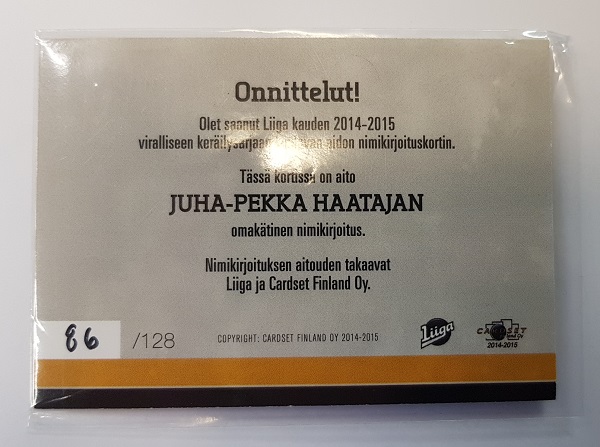 Onnittelut!
Olet saanut Liiga kauden 2014-2015
viralliseen aidon nimikirjoituskortin.
Tässä kortissa on aito
JUHA-PEKKA HAATAJAN
omakätinen nimikirjoitus.
Nimikirjoituksen aitouden takaavat
Liiga ja Cardset Finland Oy.
86 /128 COPYRIGHT: CARDSET FINLAND OY 2014-2015 Liiga CARDSET
2014-2015